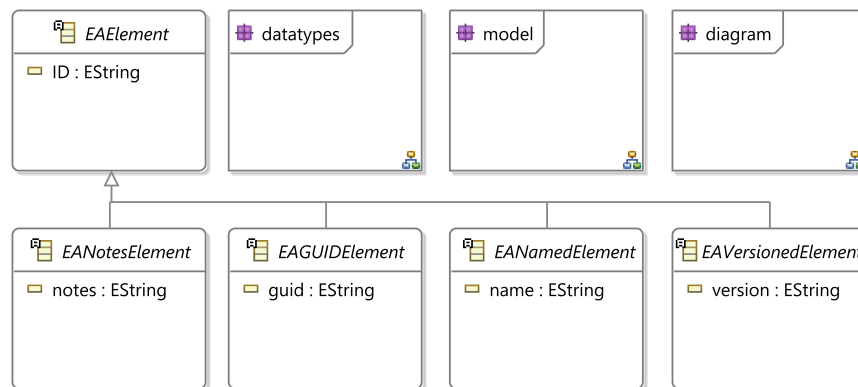 EAElement
ID : EString
datatypes
model
diagram
EANotesElement
notes : EString
EAGUIDElement
guid : EString
EANamedElement
name : EString
EAVersionedElement
version : EString